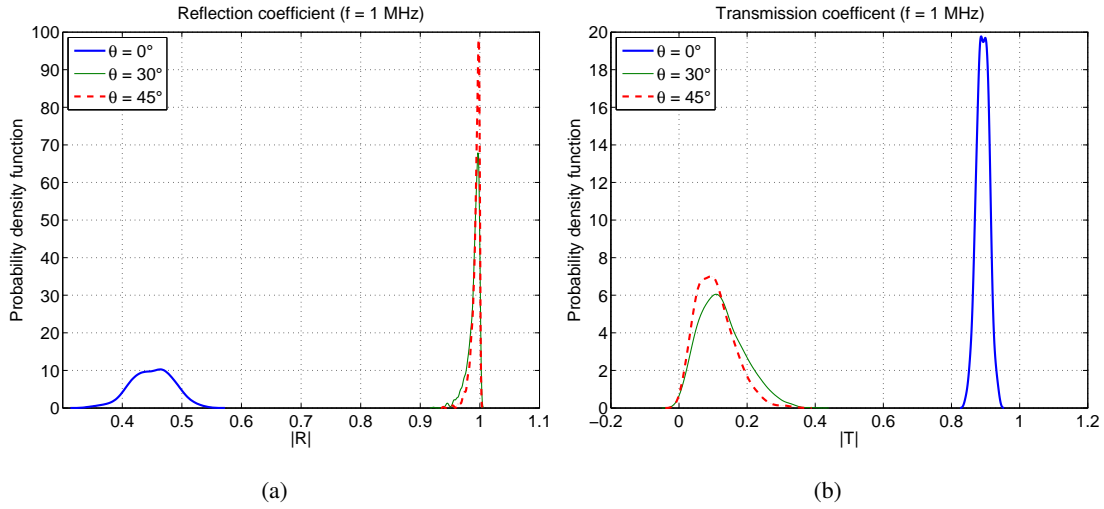 Reflection coefficient (f = 1 MHz)
Probability density function
100
90
80
70
60
50
40
30
20
10
0
θ = 0°
θ = 30°
θ = 45°
0.4
0.5
0.6
0.7
0.8
0.9
1
1.1
|R|
(a)
Transmission coefficent (f = 1 MHz)
Probability density function
20
18
16
14
12
10
8
6
4
2
0
θ = 0°
θ = 30°
θ = 45°
−0.2
0
0.2
0.4
0.6
0.8
1
1.2
|T|
(b)